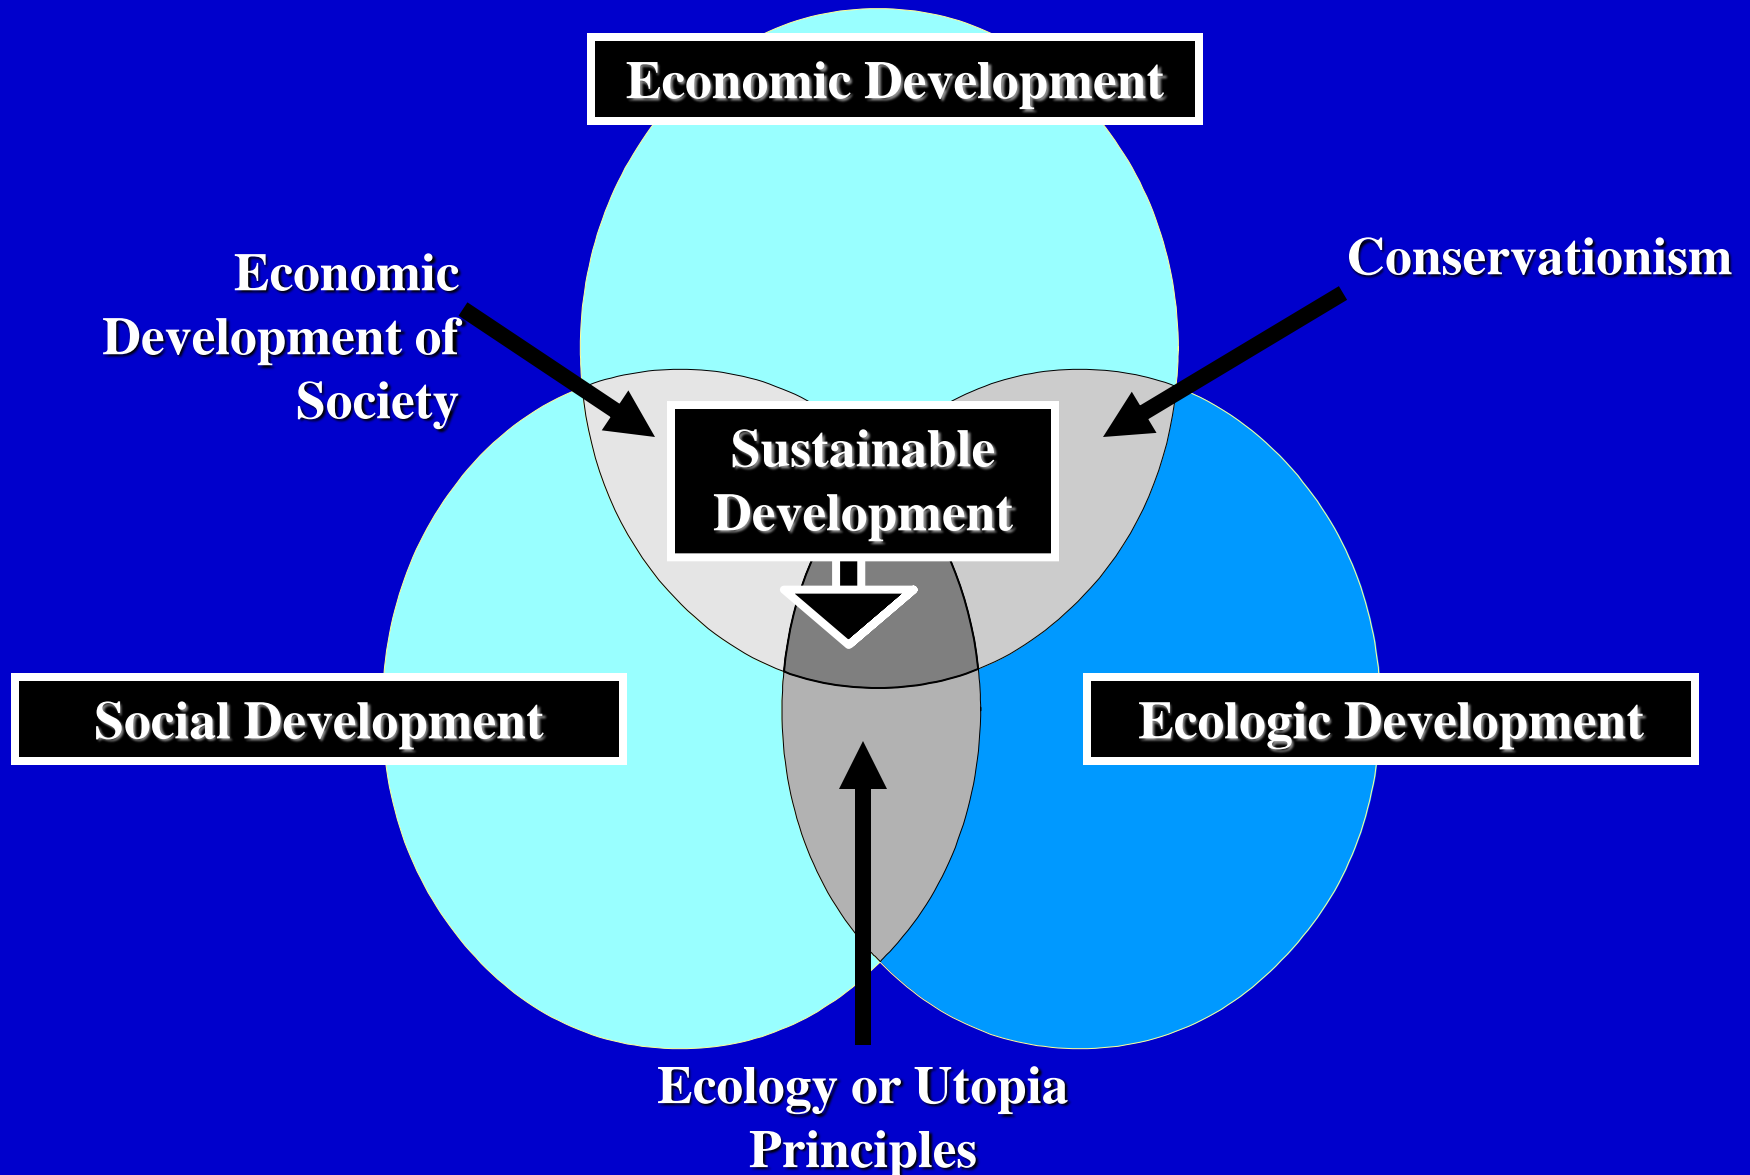 Economic Development
Economic
Development of
Society
Conservationism
Sustainable
Development
Social Development
Ecologic Development
Ecology or Utopia
Principles